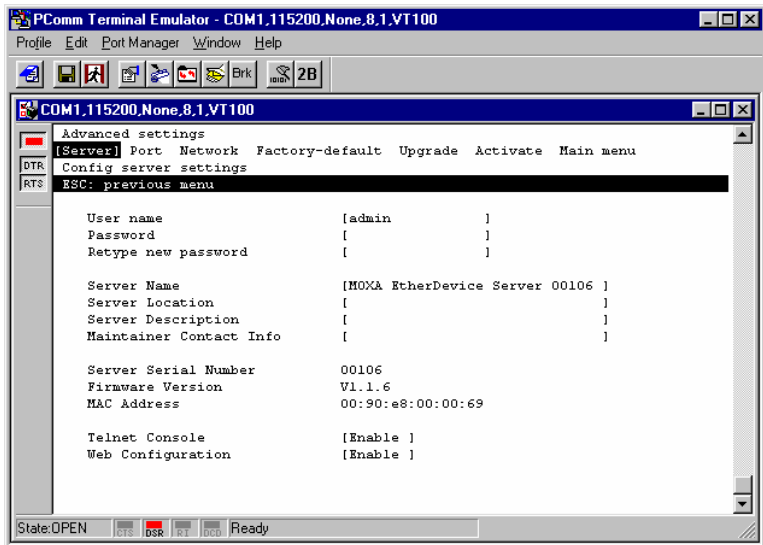 PComm Terminal Emulator - COM1,115200,None,8,1,VT100
Profile Edit Port Manager Window Help
Brk 2B
COM1,115200,None,8,1,VT100
DTR
RTS
Advanced settings
[Server] Port Network Factory-default Upgrade Activate Main menu
Config server settings
ESC: previous menu
User name [admin ]
Password [ ]
Retype new password [ ]
Server Name [MOXA EtherDevice Server 00106 ]
Server Location [ ]
Server Description [ ]
Maintainer Contact Info [ ]
Server Serial Number 00106
Firmware Version V1.1.6
MAC Address 00:90:e8:00:00:69
Telnet Console [Enable ]
Web Configuration [Enable ]
State:OPEN CTS DSR RI DCD Ready